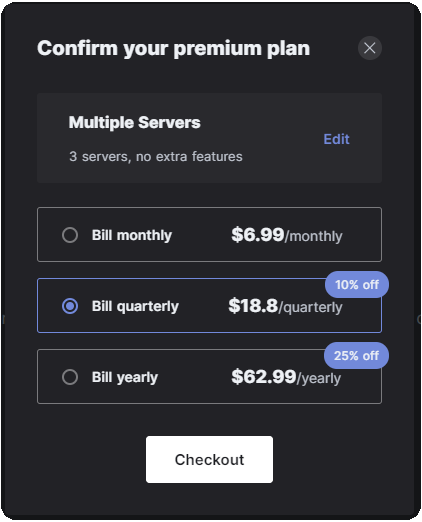 Confirm your premium plan
Multiple Servers
3 servers, no extra features
Edit
Bill monthly $6.99/monthly
10% off
Bill quarterly $18.8/quarterly
25% off
Bill yearly $62.99/yearly
Checkout